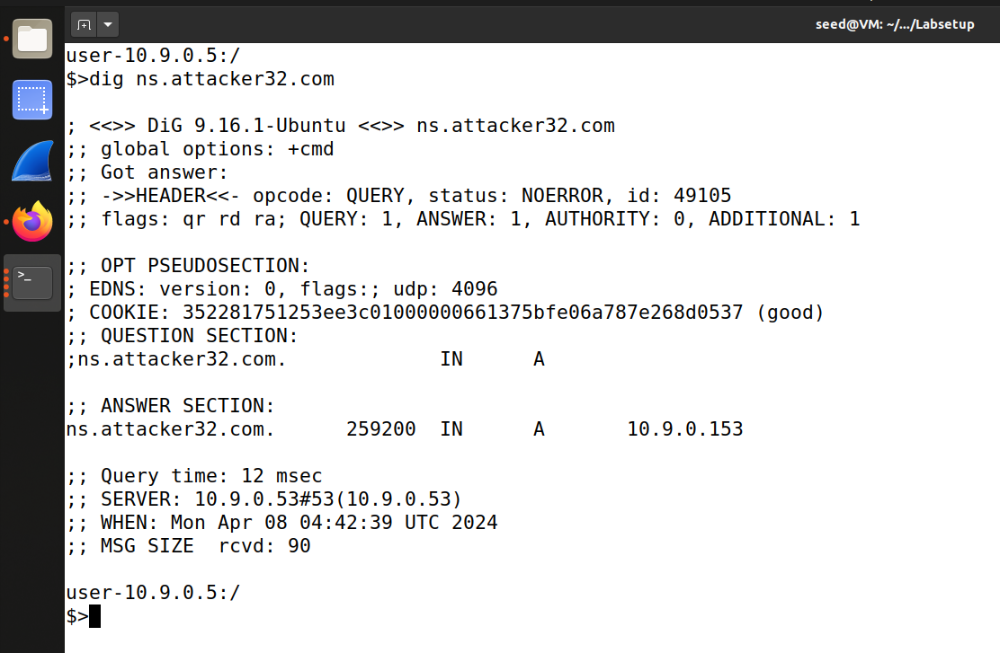 seed@VM: ~/.../Labsetup
user-10.9.0.5:/
$>dig ns.attacker32.com
; <<>> DiG 9.16.1-Ubuntu <<>> ns.attacker32.com
;; global options: +cmd
;; Got answer:
;; ->>HEADER<<- opcode: QUERY, status: NOERROR, id: 49105
;; flags: qr rd ra; QUERY: 1, ANSWER: 1, AUTHORITY: 0, ADDITIONAL: 1
;; OPT PSEUDOSECTION:
; EDNS: version: 0, flags:; udp: 4096
; COOKIE: 352281751253ee3c01000000661375bfe06a787e268d0537 (good)
;; QUESTION SECTION:
;ns.attacker32.com. IN A
;; ANSWER SECTION:
ns.attacker32.com. 259200 IN A 10.9.0.153
;; Query time: 12 msec
;; SERVER: 10.9.0.53#53(10.9.0.53)
;; WHEN: Mon Apr 08 04:42:39 UTC 2024
;; MSG SIZE  rcvd: 90
user-10.9.0.5:/
$>